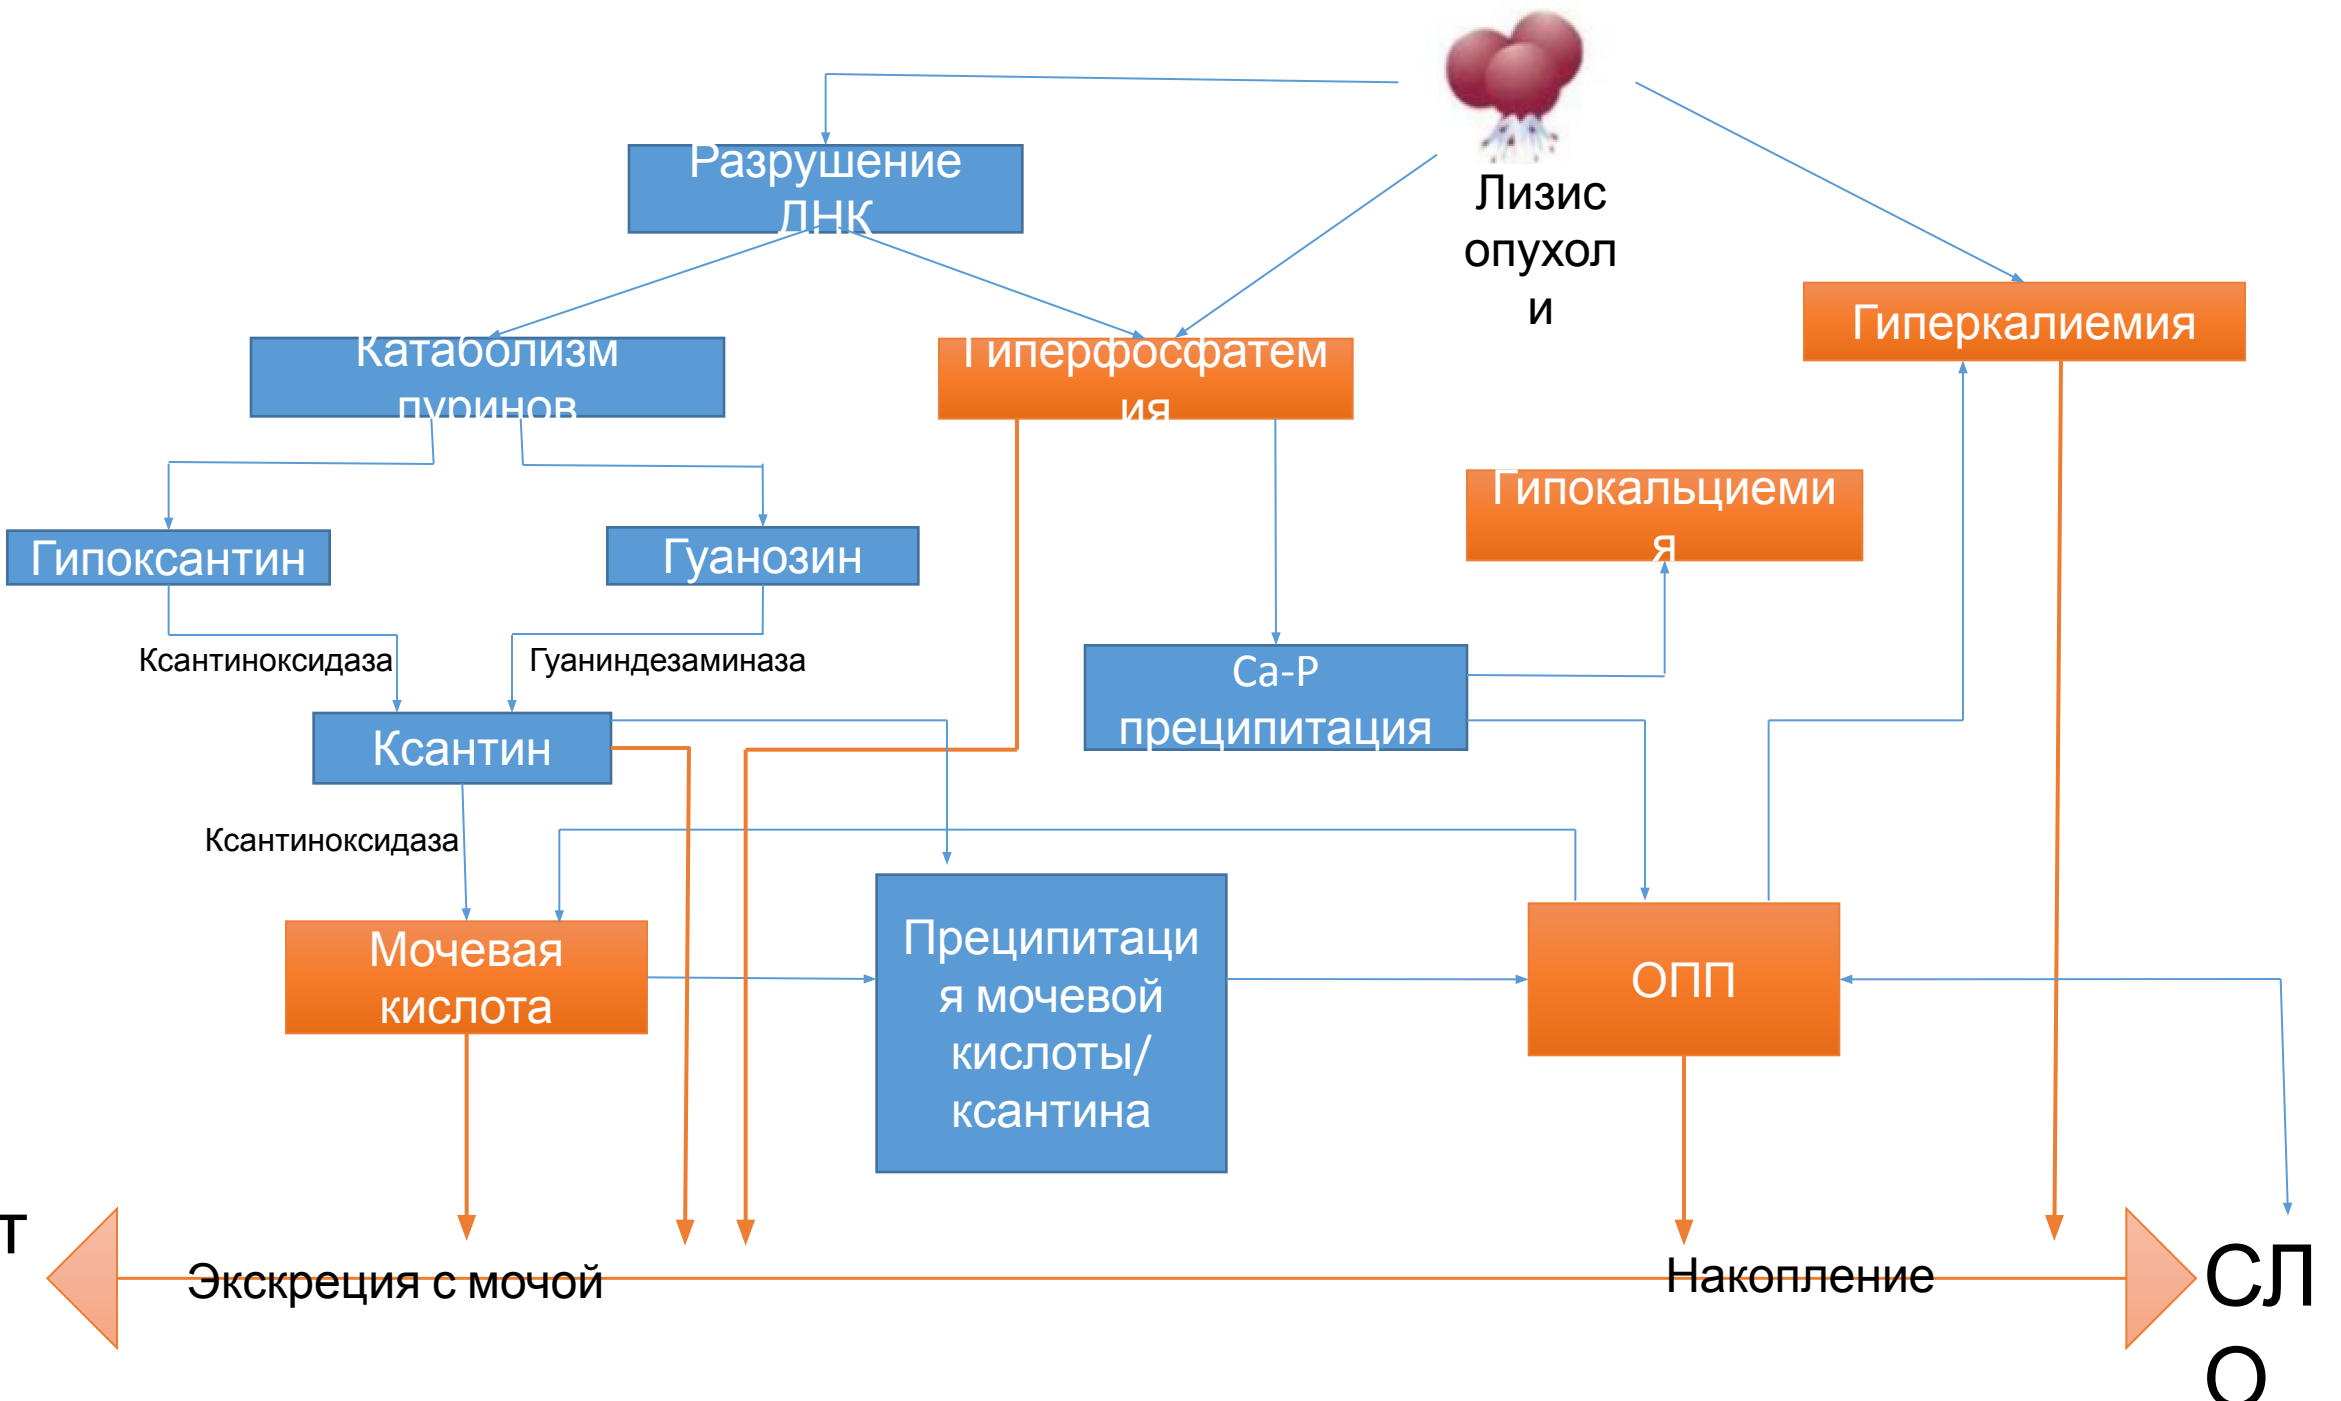 Лизис
опухол
и
Разрушение
ДНК
Гиперкалиемия
Катаболизм
пуринов
Гиперфосфатем
ия
Гипокальциеми
я
Гипоксантин
Гуанозин
Ксантиноксидаза
Гуаниндезаминаза
Ca-P
преципитация
Ксантин
Ксантиноксидаза
Мочевая
кислота
Преципитаци
я мочевой
кислоты/
ксантина
ОПП
т
Экскреция с мочой
Накопление
СЛ
О